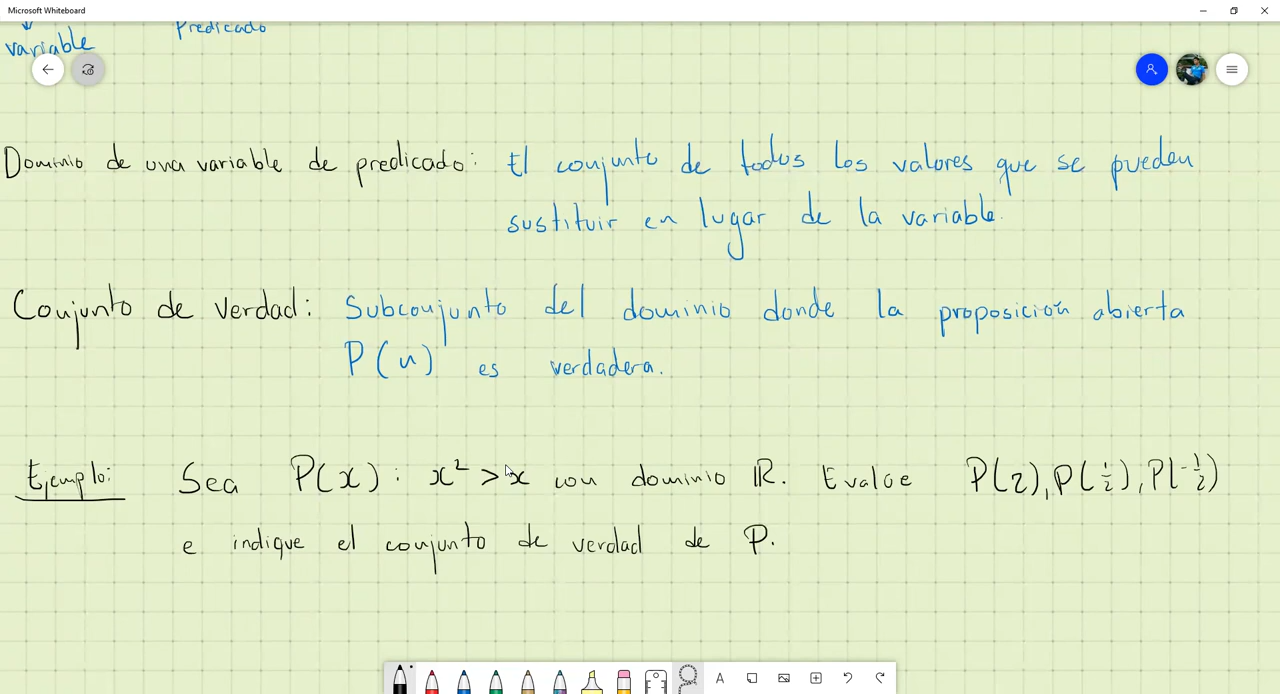 Microsoft Whiteboard
variable Predicado
Dominio de una variable de predicado: El conjunto de todos los valores que se pueden
sustituir en lugar de la variable.
Conjunto de verdad: Subconjunto del dominio donde la proposición abierta
P(x) es verdadera.
Ejemplo: Sea P(x): x² > x con dominio ℝ. Evalue P(2), P(1/2), P(-1/2)
e indique el conjunto de verdad de P.
A